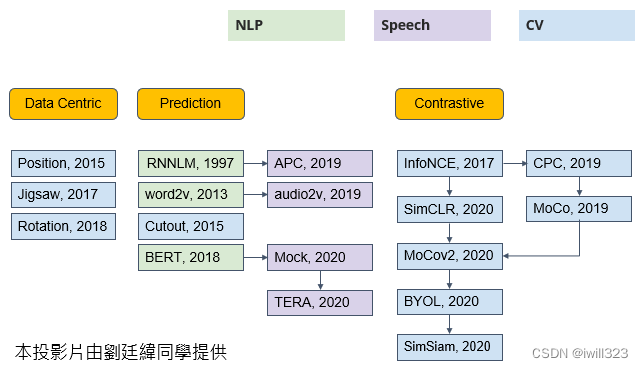 NLP
Speech
CV
Data Centric
Prediction
Contrastive
Position, 2015
RNNLM, 1997
APC, 2019
InfoNCE, 2017
CPC, 2019
Jigsaw, 2017
word2v, 2013
audio2v, 2019
SimCLR, 2020
MoCo, 2019
Rotation, 2018
Cutout, 2015
BERT, 2018
Mock, 2020
MoCov2, 2020
TERA, 2020
BYOL, 2020
SimSiam, 2020
本投影片由劉廷緯同學提供
CSDN @iwill323